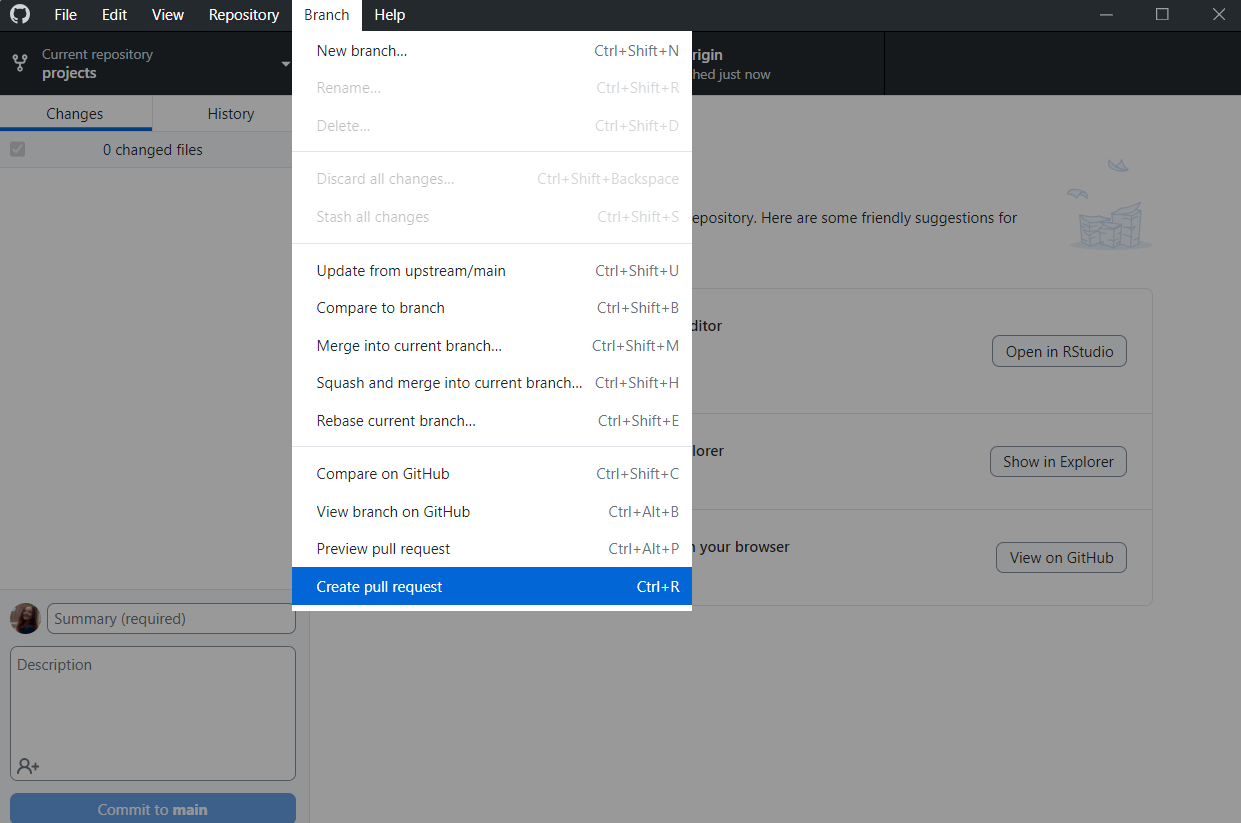 File Edit View Repository Branch Help
Current repository
projects
rigin
hed just now
Changes History
0 changed files
New branch... Ctrl+Shift+N
Rename... Ctrl+Shift+R
Delete... Ctrl+Shift+D
Discard all changes... Ctrl+Shift+Backspace
Stash all changes Ctrl+Shift+S
Update from upstream/main Ctrl+Shift+U
Compare to branch Ctrl+Shift+B
Merge into current branch... Ctrl+Shift+M
Squash and merge into current branch... Ctrl+Shift+H
Rebase current branch... Ctrl+Shift+E
Compare on GitHub Ctrl+Shift+C
View branch on GitHub Ctrl+Alt+B
Preview pull request Ctrl+Alt+P
Create pull request Ctrl+R
epository. Here are some friendly suggestions for
ditor
Open in RStudio
lorer
Show in Explorer
your browser
View on GitHub
Summary (required)
Description
Commit to main